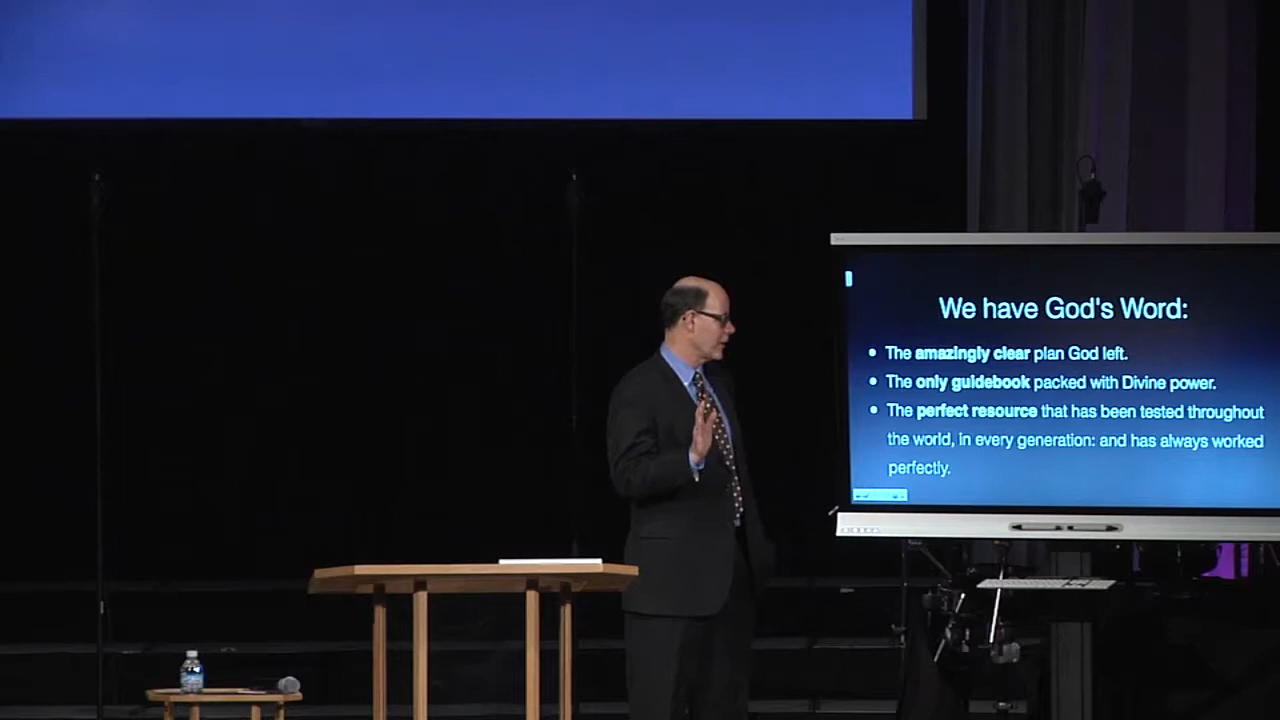 We have God's Word:
• The amazingly clear plan God left.
• The only guidebook packed with Divine power.
• The perfect resource that has been tested throughout
the world, in every generation: and has always worked
perfectly.